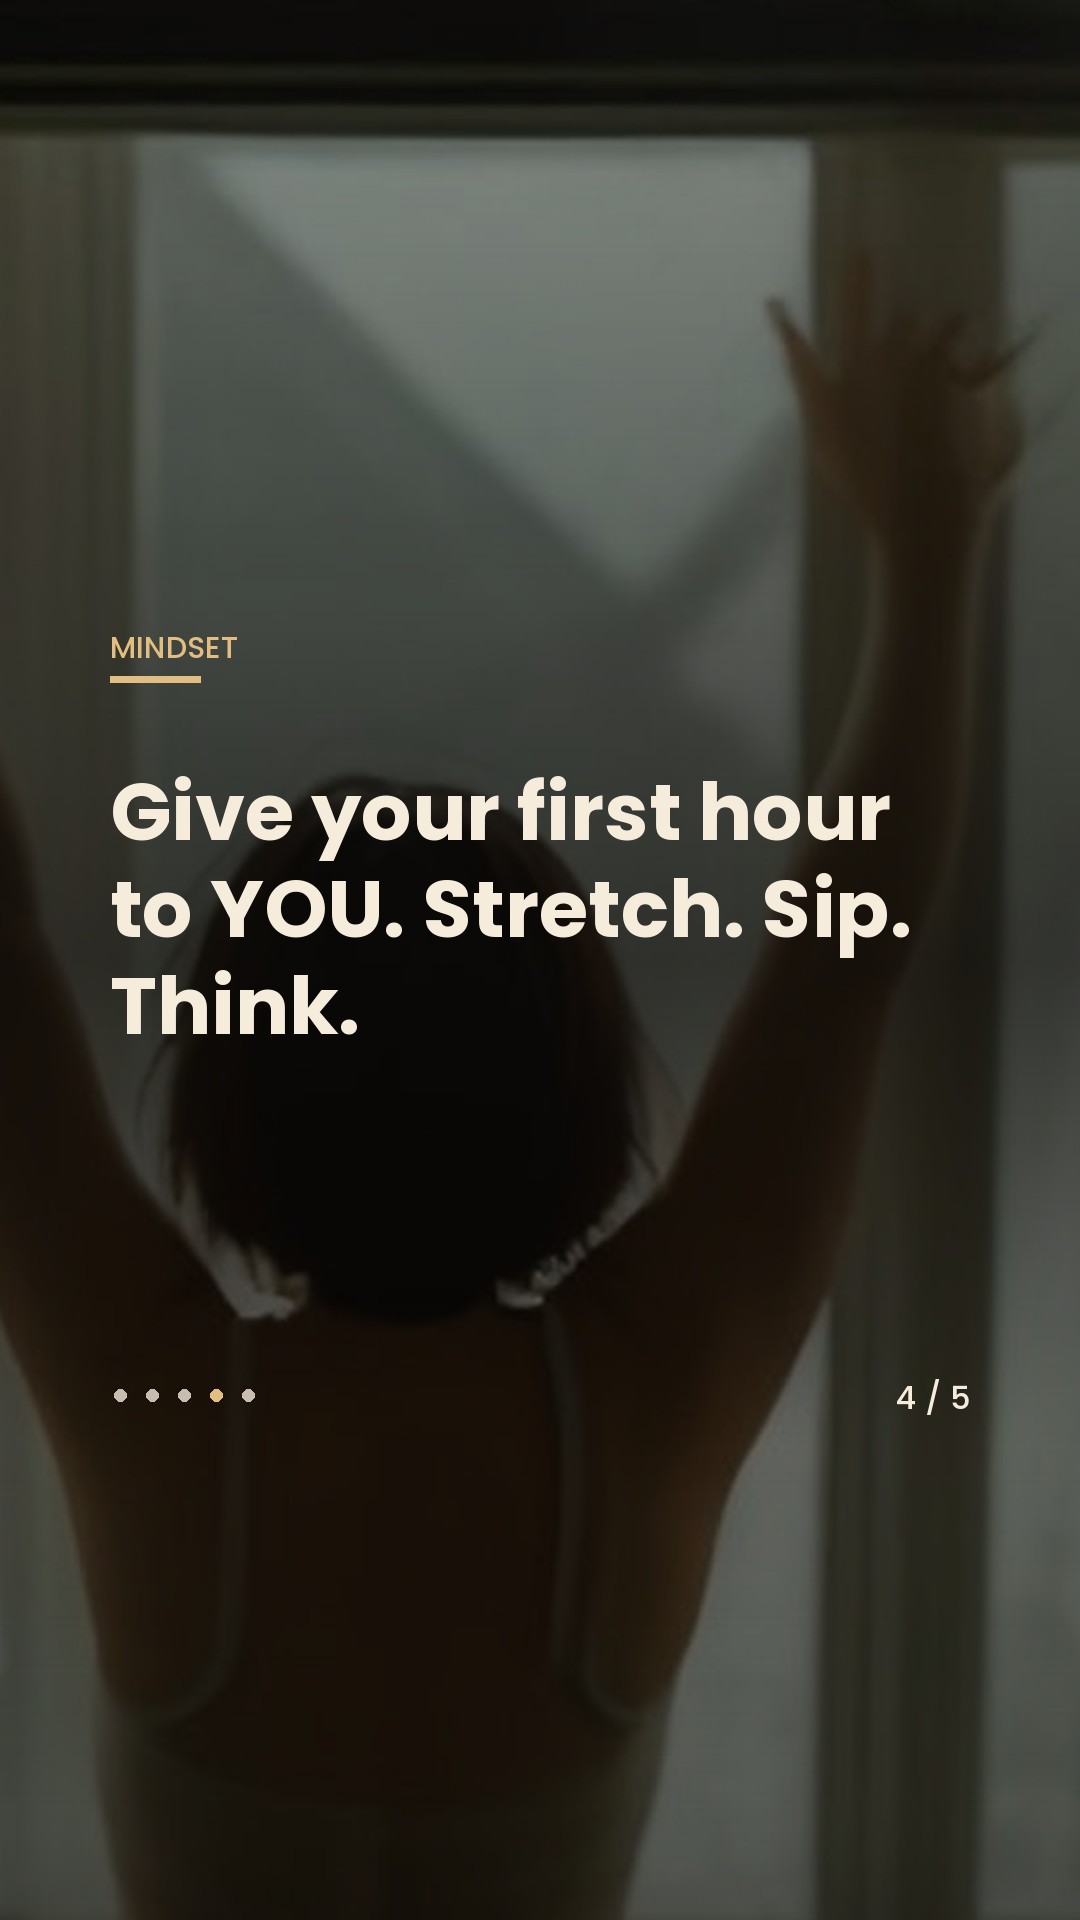 MINDSET
Give your first hour
to YOU. Stretch. Sip.
Think.
4 / 5